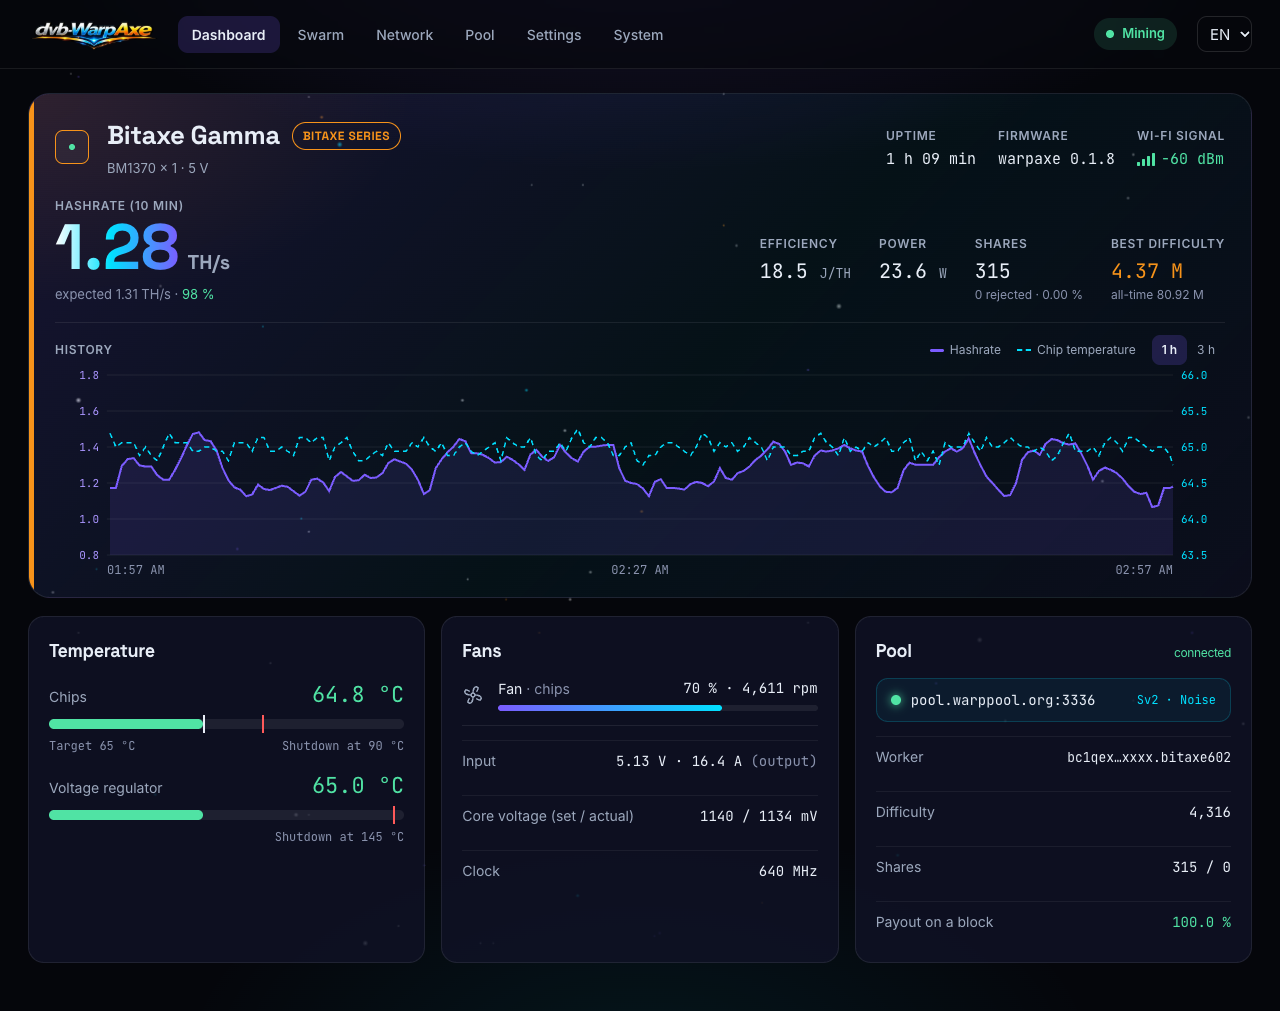 dvb-WarpAxe
Dashboard
Swarm
Network
Pool
Settings
System
Mining
EN
Bitaxe Gamma
BITAXE SERIES
BM1370 × 1 · 5 V
UPTIME
1 h 09 min
FIRMWARE
warpaxe 0.1.8
WI-FI SIGNAL
-60 dBm
HASHRATE (10 MIN)
1.28 TH/s
expected 1.31 TH/s · 98 %
EFFICIENCY
18.5 J/TH
POWER
23.6 W
SHARES
315
0 rejected · 0.00 %
BEST DIFFICULTY
4.37 M
all-time 80.92 M
HISTORY
Hashrate
Chip temperature
1 h
3 h
1.8
1.6
1.4
1.2
1.0
0.8
66.0
65.5
65.0
64.5
64.0
63.5
01:57 AM
02:27 AM
02:57 AM
Temperature
Chips
64.8 °C
Target 65 °C
Shutdown at 90 °C
Voltage regulator
65.0 °C
Shutdown at 145 °C
Fans
Fan · chips
70 % · 4,611 rpm
Input
5.13 V · 16.4 A (output)
Core voltage (set / actual)
1140 / 1134 mV
Clock
640 MHz
Pool
connected
pool.warppool.org:3336
Sv2 · Noise
Worker
bc1qex…xxxx.bitaxe602
Difficulty
4,316
Shares
315 / 0
Payout on a block
100.0 %